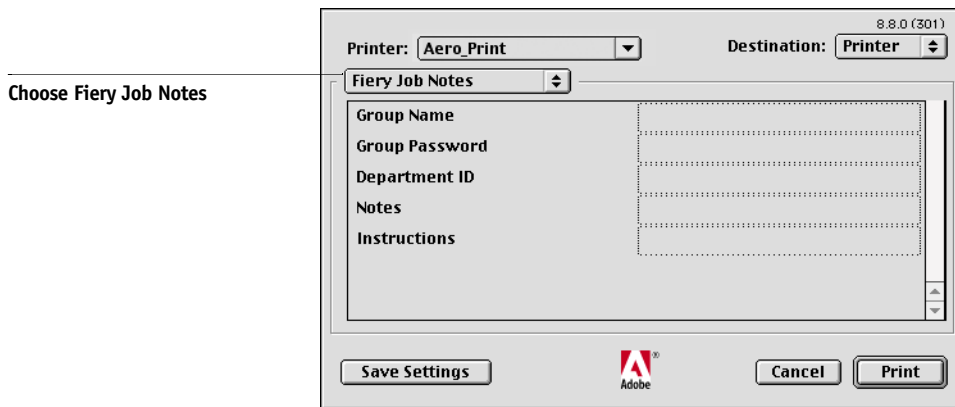 8.8.0 (301)
Printer: Aero_Print Destination: Printer
Choose Fiery Job Notes
Fiery Job Notes
Group Name
Group Password
Department ID
Notes
Instructions
Save Settings
Adobe®
Cancel
Print